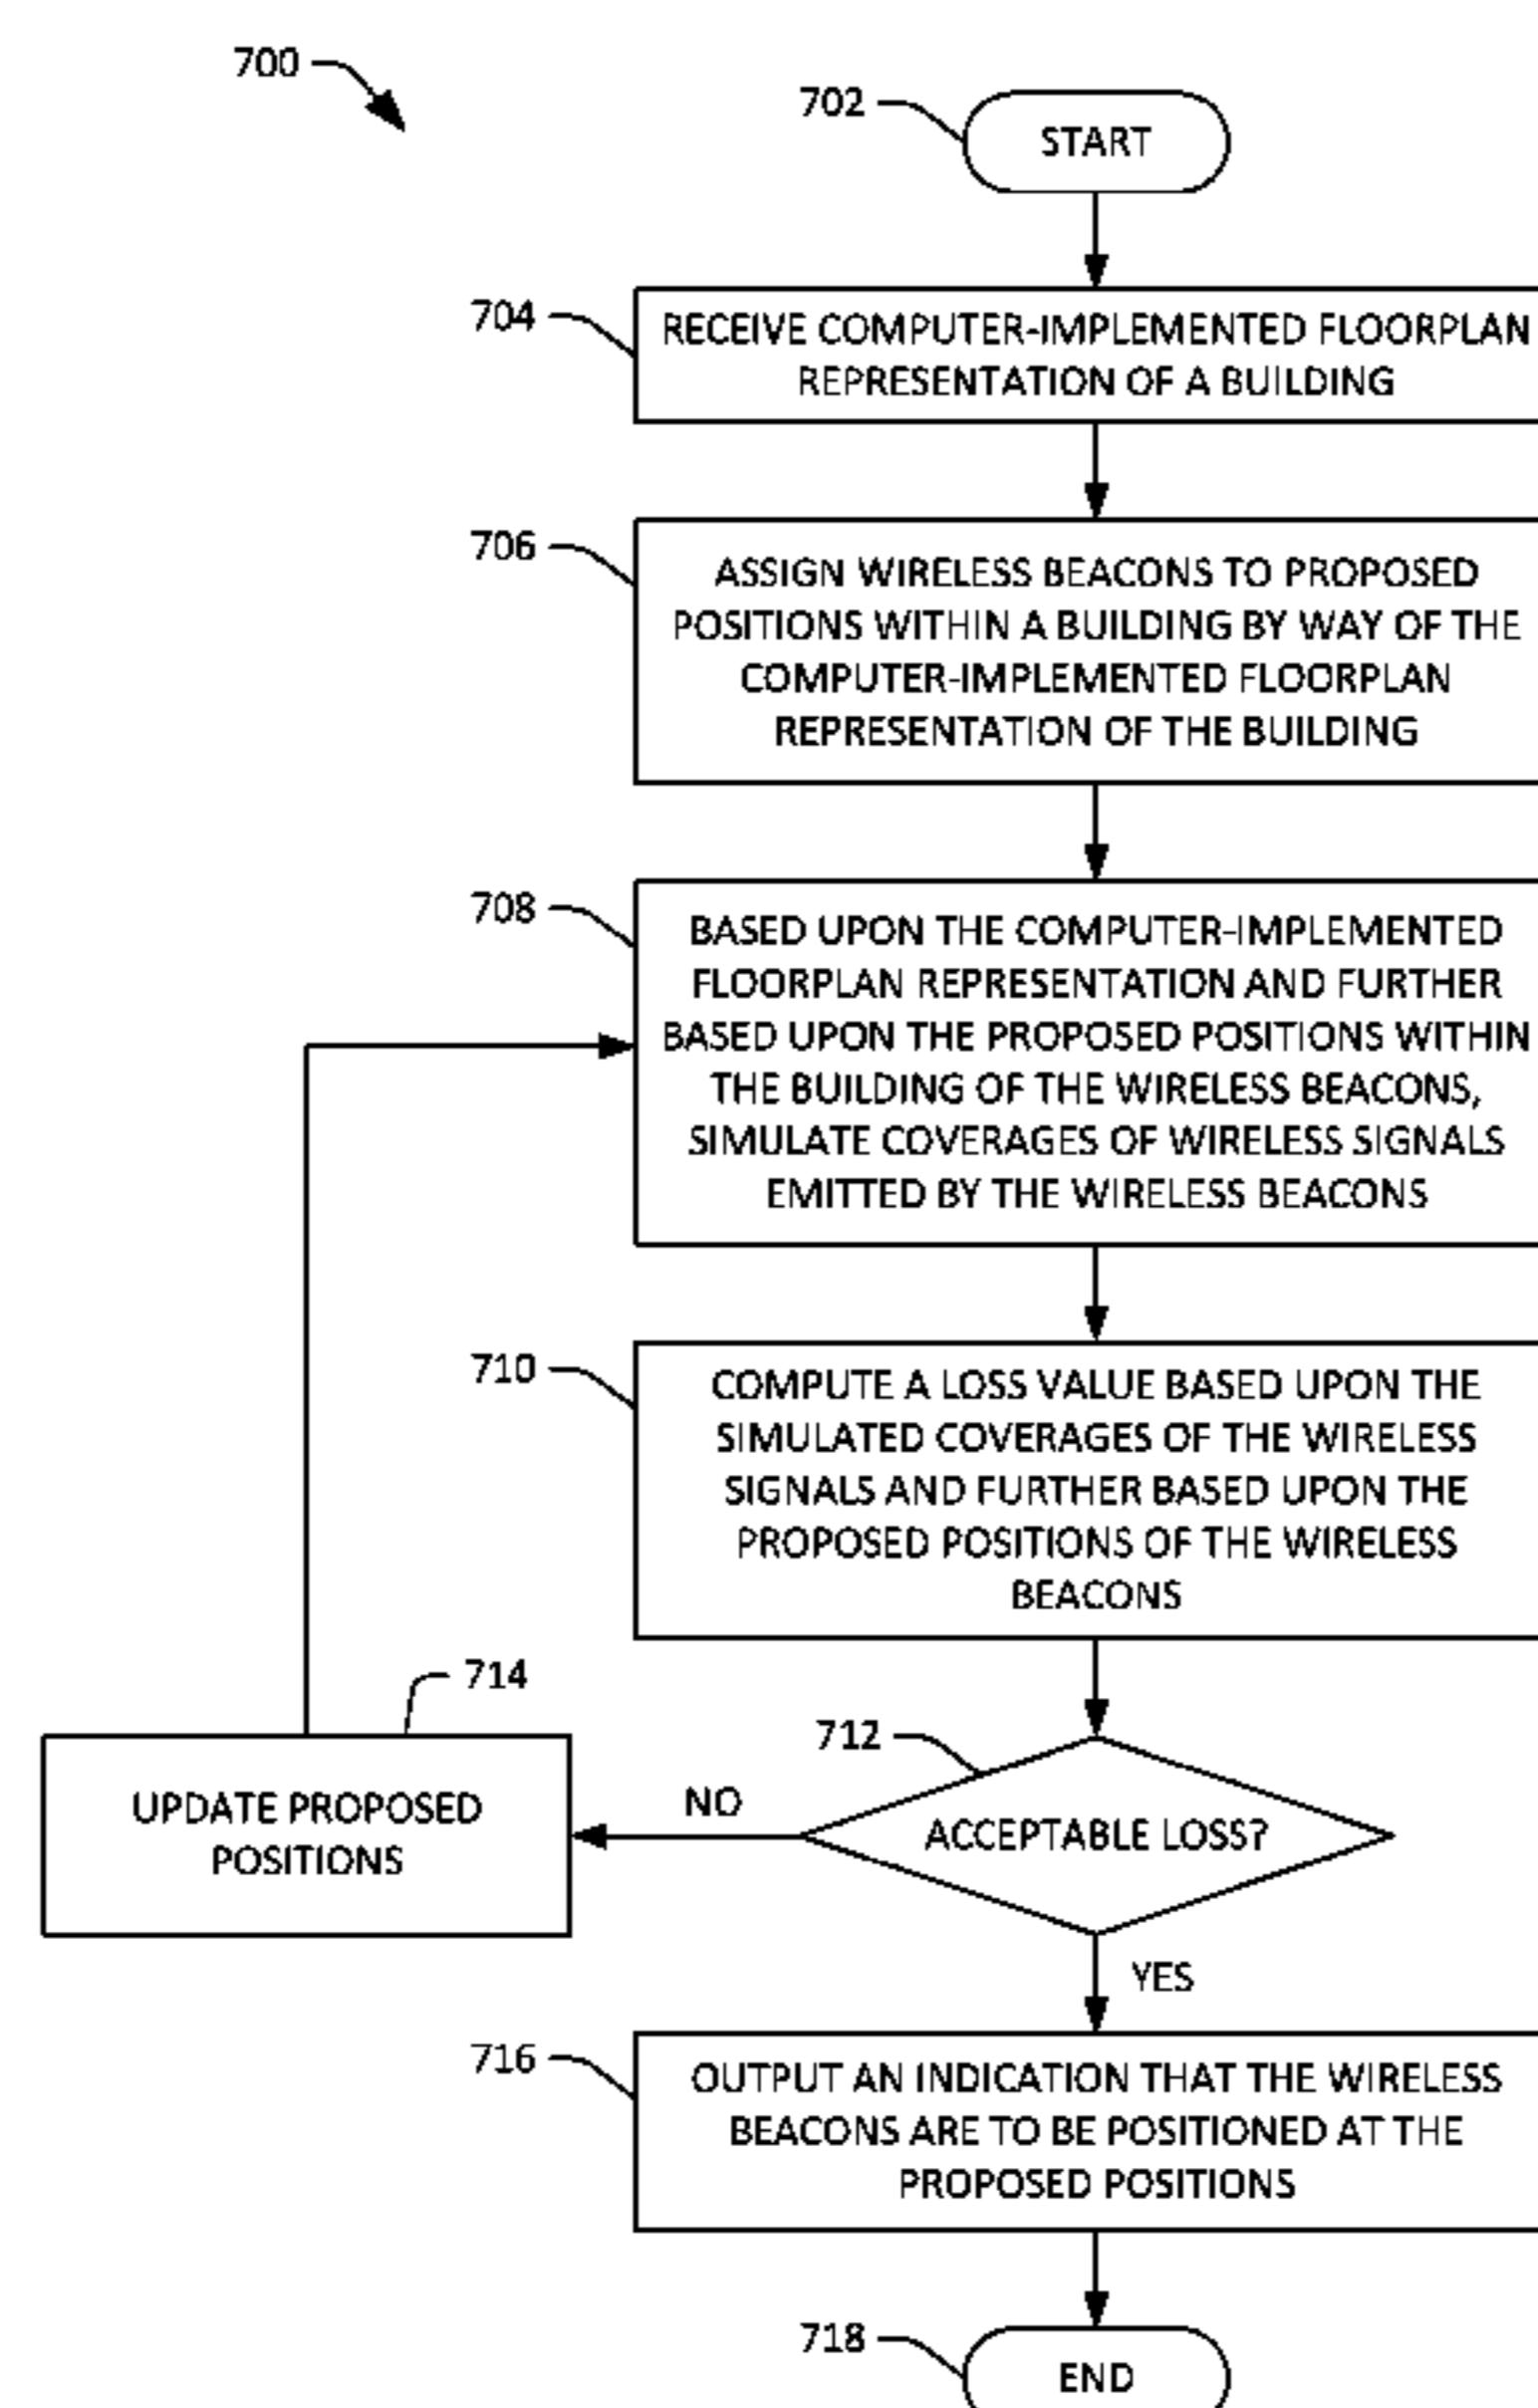 700
702
START
704
RECEIVE COMPUTER-IMPLEMENTED FLOORPLAN
REPRESENTATION OF A BUILDING
706
ASSIGN WIRELESS BEACONS TO PROPOSED
POSITIONS WITHIN A BUILDING BY WAY OF THE
COMPUTER-IMPLEMENTED FLOORPLAN
REPRESENTATION OF THE BUILDING
708
BASED UPON THE COMPUTER-IMPLEMENTED
FLOORPLAN REPRESENTATION AND FURTHER
BASED UPON THE PROPOSED POSITIONS WITHIN
THE BUILDING OF THE WIRELESS BEACONS,
SIMULATE COVERAGES OF WIRELESS SIGNALS
EMITTED BY THE WIRELESS BEACONS
710
COMPUTE A LOSS VALUE BASED UPON THE
SIMULATED COVERAGES OF THE WIRELESS
SIGNALS AND FURTHER BASED UPON THE
PROPOSED POSITIONS OF THE WIRELESS
BEACONS
714
UPDATE PROPOSED
POSITIONS
712
NO
ACCEPTABLE LOSS?
YES
716
OUTPUT AN INDICATION THAT THE WIRELESS
BEACONS ARE TO BE POSITIONED AT THE
PROPOSED POSITIONS
718
END